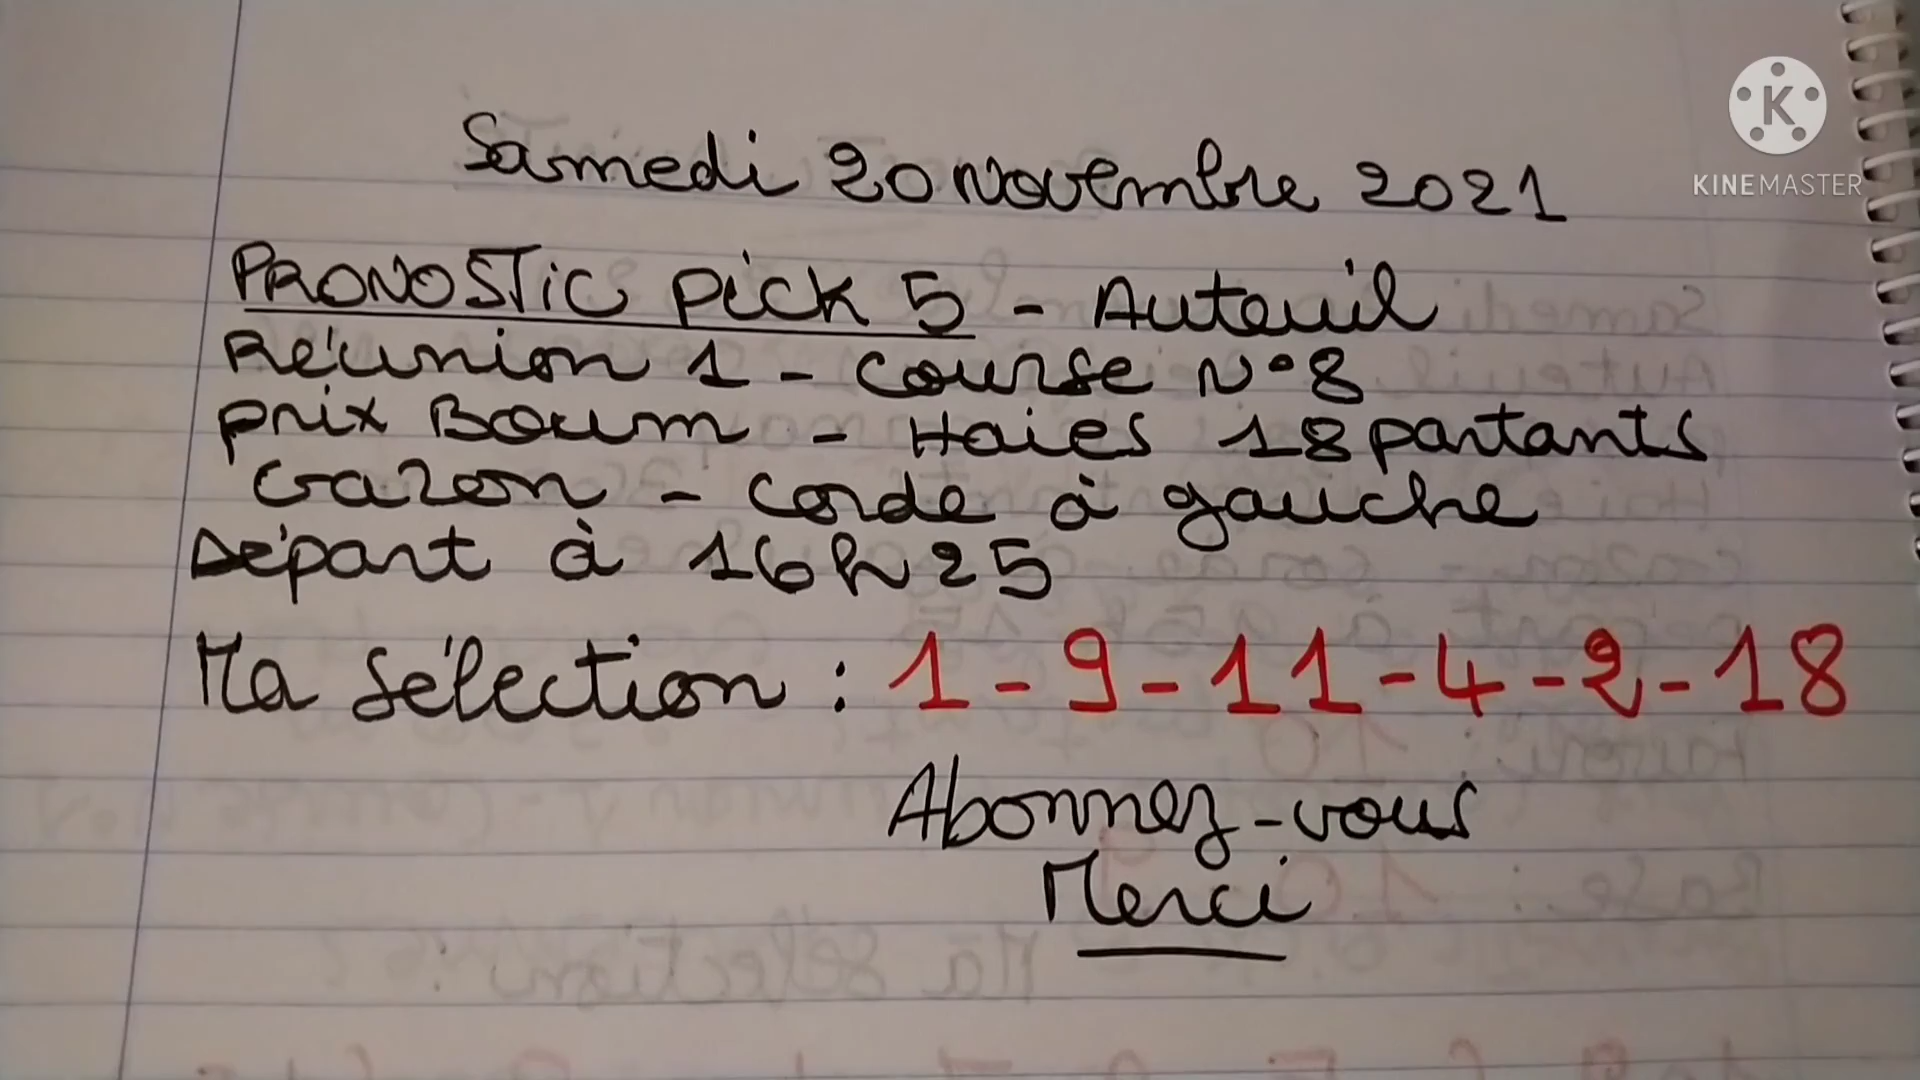 Samedi 20 Novembre 2021
PRONOSTIC PICK 5 - Auteuil
Réunion 1 - Course N°8
prix Boum - Haies 18 partants
Gazon - Corde à gauche
Départ à 16h25
Ma Sélection : 1 - 9 - 11 - 4 - 2 - 18
Abonnez-vous
Merci
K
KINEMASTER